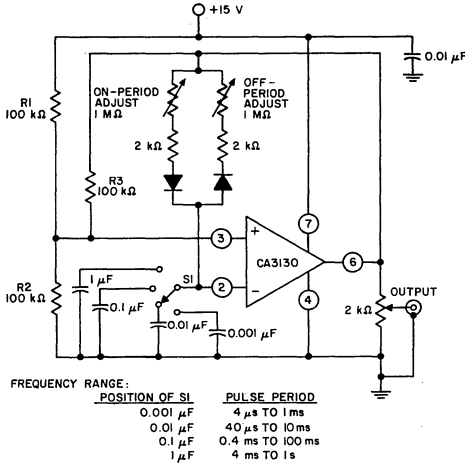 +15 V
0.01 μF
ON-PERIOD
ADJUST
1 MΩ
OFF-
PERIOD
ADJUST
1 MΩ
R1
100 kΩ
2 kΩ
2 kΩ
R3
100 kΩ
7
3
+
CA3130
6
S1
2
−
4
OUTPUT
R2
100 kΩ
1 μF
0.1 μF
0.01 μF
0.001 μF
2 kΩ
FREQUENCY RANGE:
POSITION OF S1 PULSE PERIOD
0.001 μF 4 μs TO 1 ms
0.01 μF 40 μs TO 10 ms
0.1 μF 0.4 ms TO 100 ms
1 μF 4 ms TO 1 s